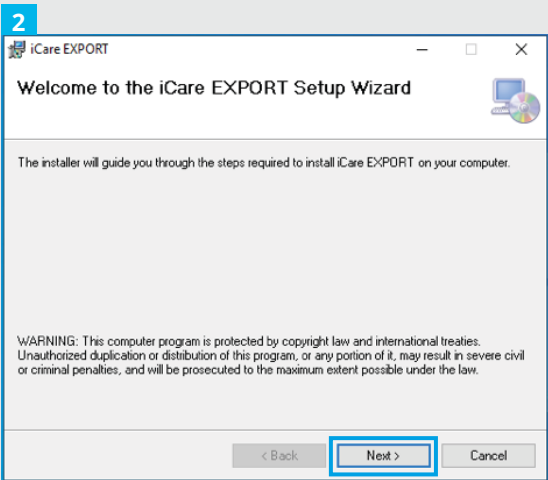 2
iCare EXPORT
Welcome to the iCare EXPORT Setup Wizard
The installer will guide you through the steps required to install iCare EXPORT on your computer.
WARNING: This computer program is protected by copyright law and international treaties.
Unauthorized duplication or distribution of this program, or any portion of it, may result in severe civil
or criminal penalties, and will be prosecuted to the maximum extent possible under the law.
< Back Next > Cancel